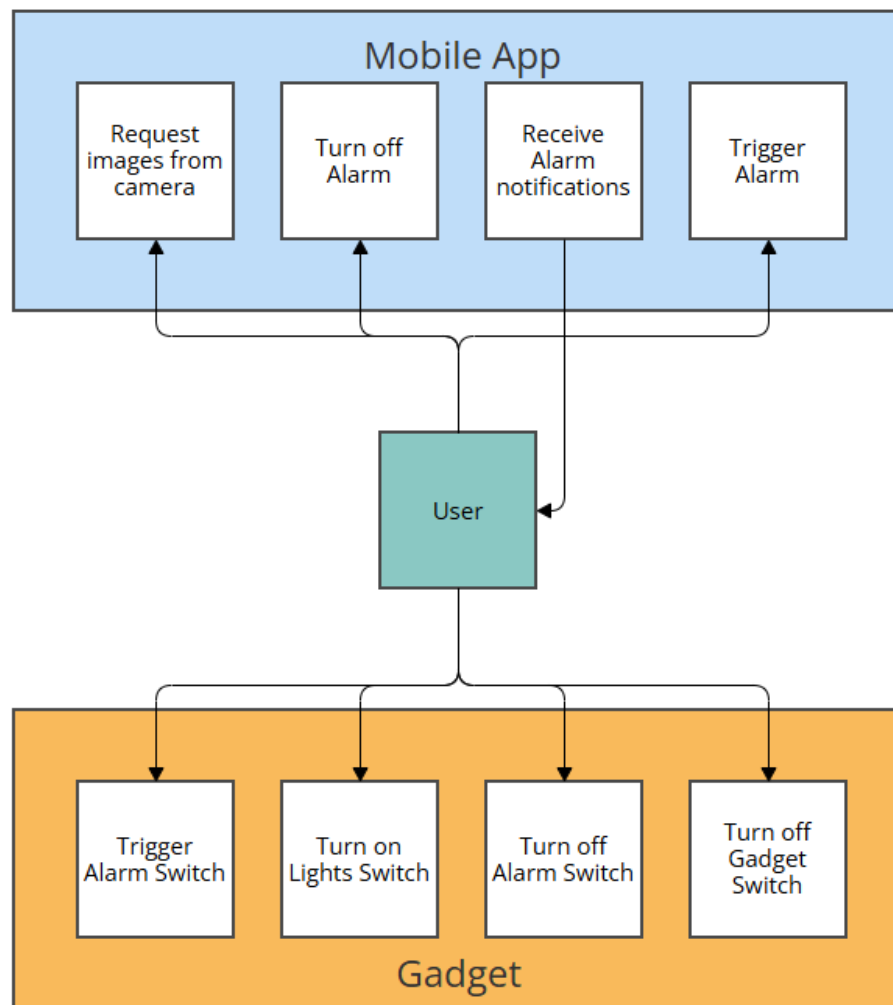 Mobile App
Request
images from
camera
Turn off
Alarm
Receive
Alarm
notifications
Trigger
Alarm
User
Trigger
Alarm Switch
Turn on
Lights Switch
Turn off
Alarm Switch
Turn off
Gadget
Switch
Gadget